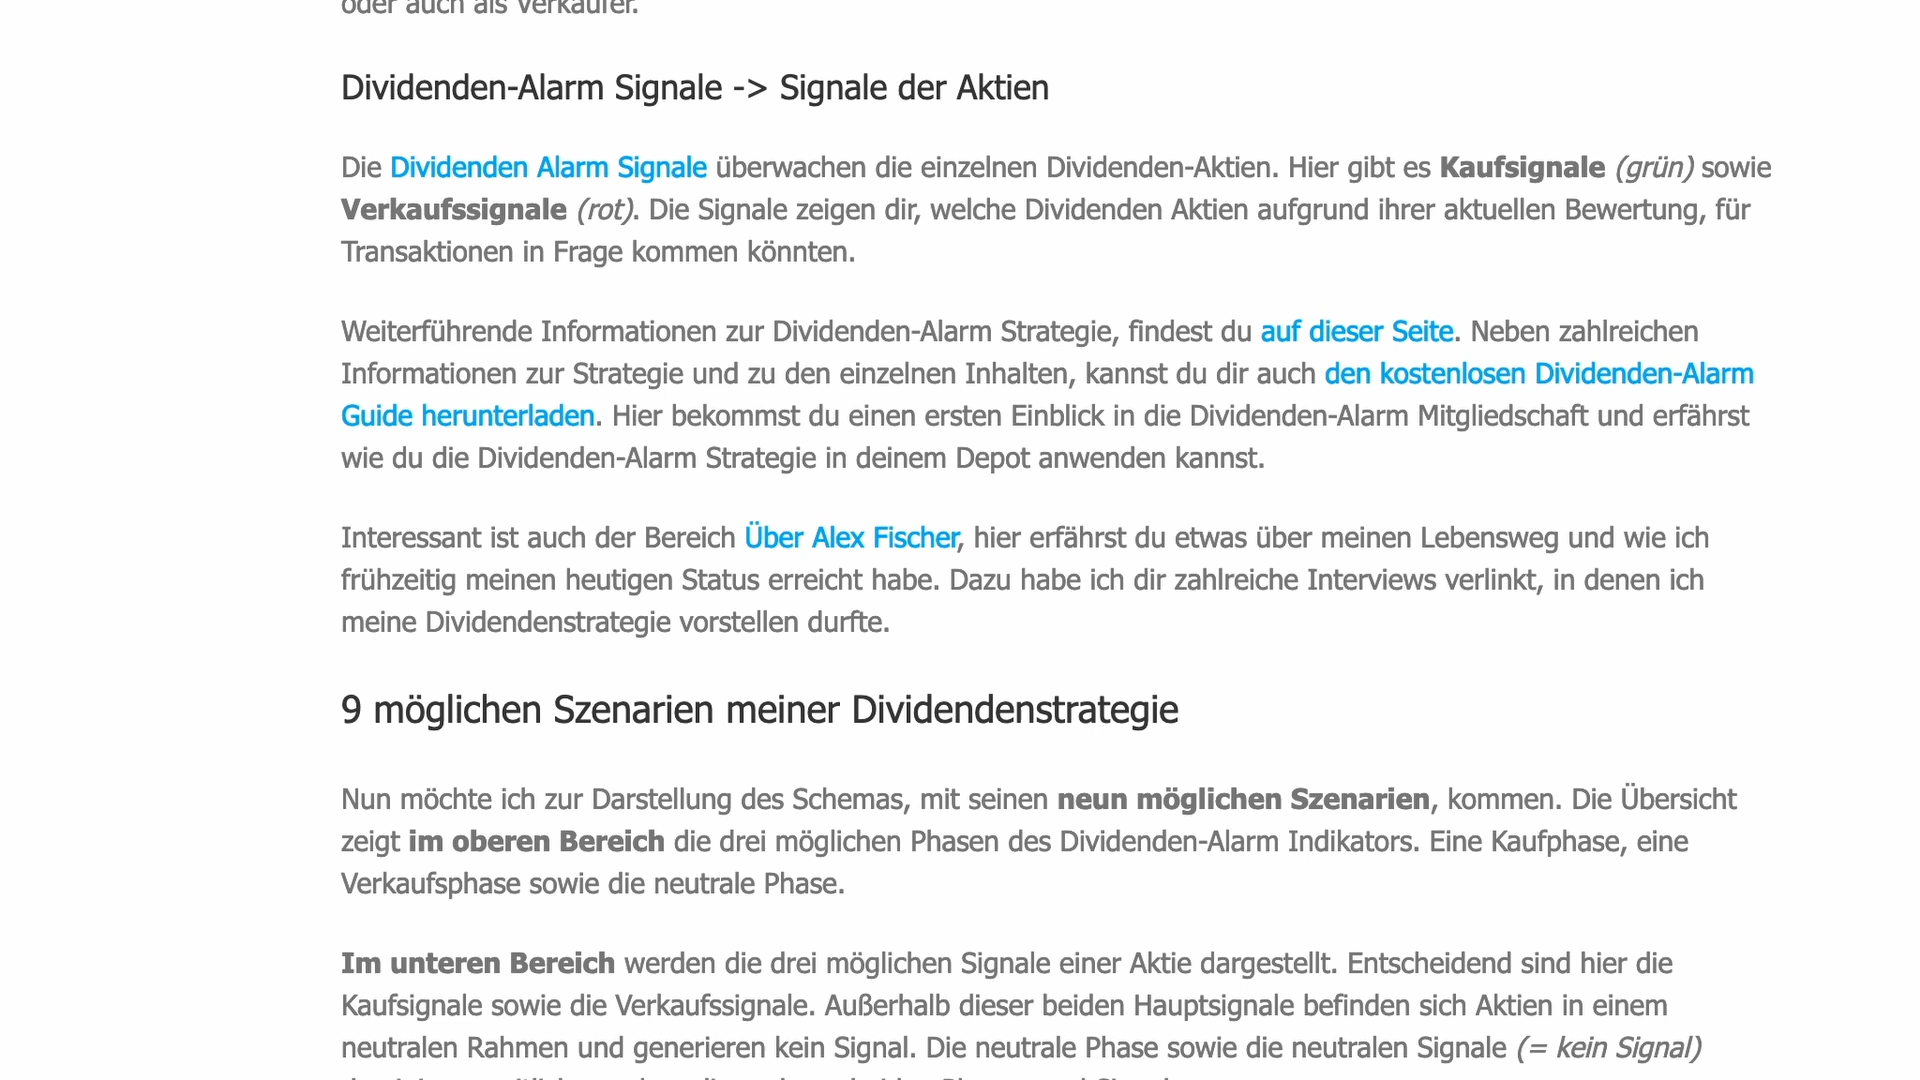 oder auch als Verkäufer.
Dividenden-Alarm Signale -> Signale der Aktien
Die Dividenden Alarm Signale überwachen die einzelnen Dividenden-Aktien. Hier gibt es Kaufsignale (grün) sowie
Verkaufssignale (rot). Die Signale zeigen dir, welche Dividenden Aktien aufgrund ihrer aktuellen Bewertung, für
Transaktionen in Frage kommen könnten.
Weiterführende Informationen zur Dividenden-Alarm Strategie, findest du auf dieser Seite. Neben zahlreichen
Informationen zur Strategie und zu den einzelnen Inhalten, kannst du dir auch den kostenlosen Dividenden-Alarm
Guide herunterladen. Hier bekommst du einen ersten Einblick in die Dividenden-Alarm Mitgliedschaft und erfährst
wie du die Dividenden-Alarm Strategie in deinem Depot anwenden kannst.
Interessant ist auch der Bereich Über Alex Fischer, hier erfährst du etwas über meinen Lebensweg und wie ich
frühzeitig meinen heutigen Status erreicht habe. Dazu habe ich dir zahlreiche Interviews verlinkt, in denen ich
meine Dividendenstrategie vorstellen durfte.
9 möglichen Szenarien meiner Dividendenstrategie
Nun möchte ich zur Darstellung des Schemas, mit seinen neun möglichen Szenarien, kommen. Die Übersicht
zeigt im oberen Bereich die drei möglichen Phasen des Dividenden-Alarm Indikators. Eine Kaufphase, eine
Verkaufsphase sowie die neutrale Phase.
Im unteren Bereich werden die drei möglichen Signale einer Aktie dargestellt. Entscheidend sind hier die
Kaufsignale sowie die Verkaufssignale. Außerhalb dieser beiden Hauptsignale befinden sich Aktien in einem
neutralen Rahmen und generieren kein Signal. Die neutrale Phase sowie die neutralen Signale (= kein Signal)